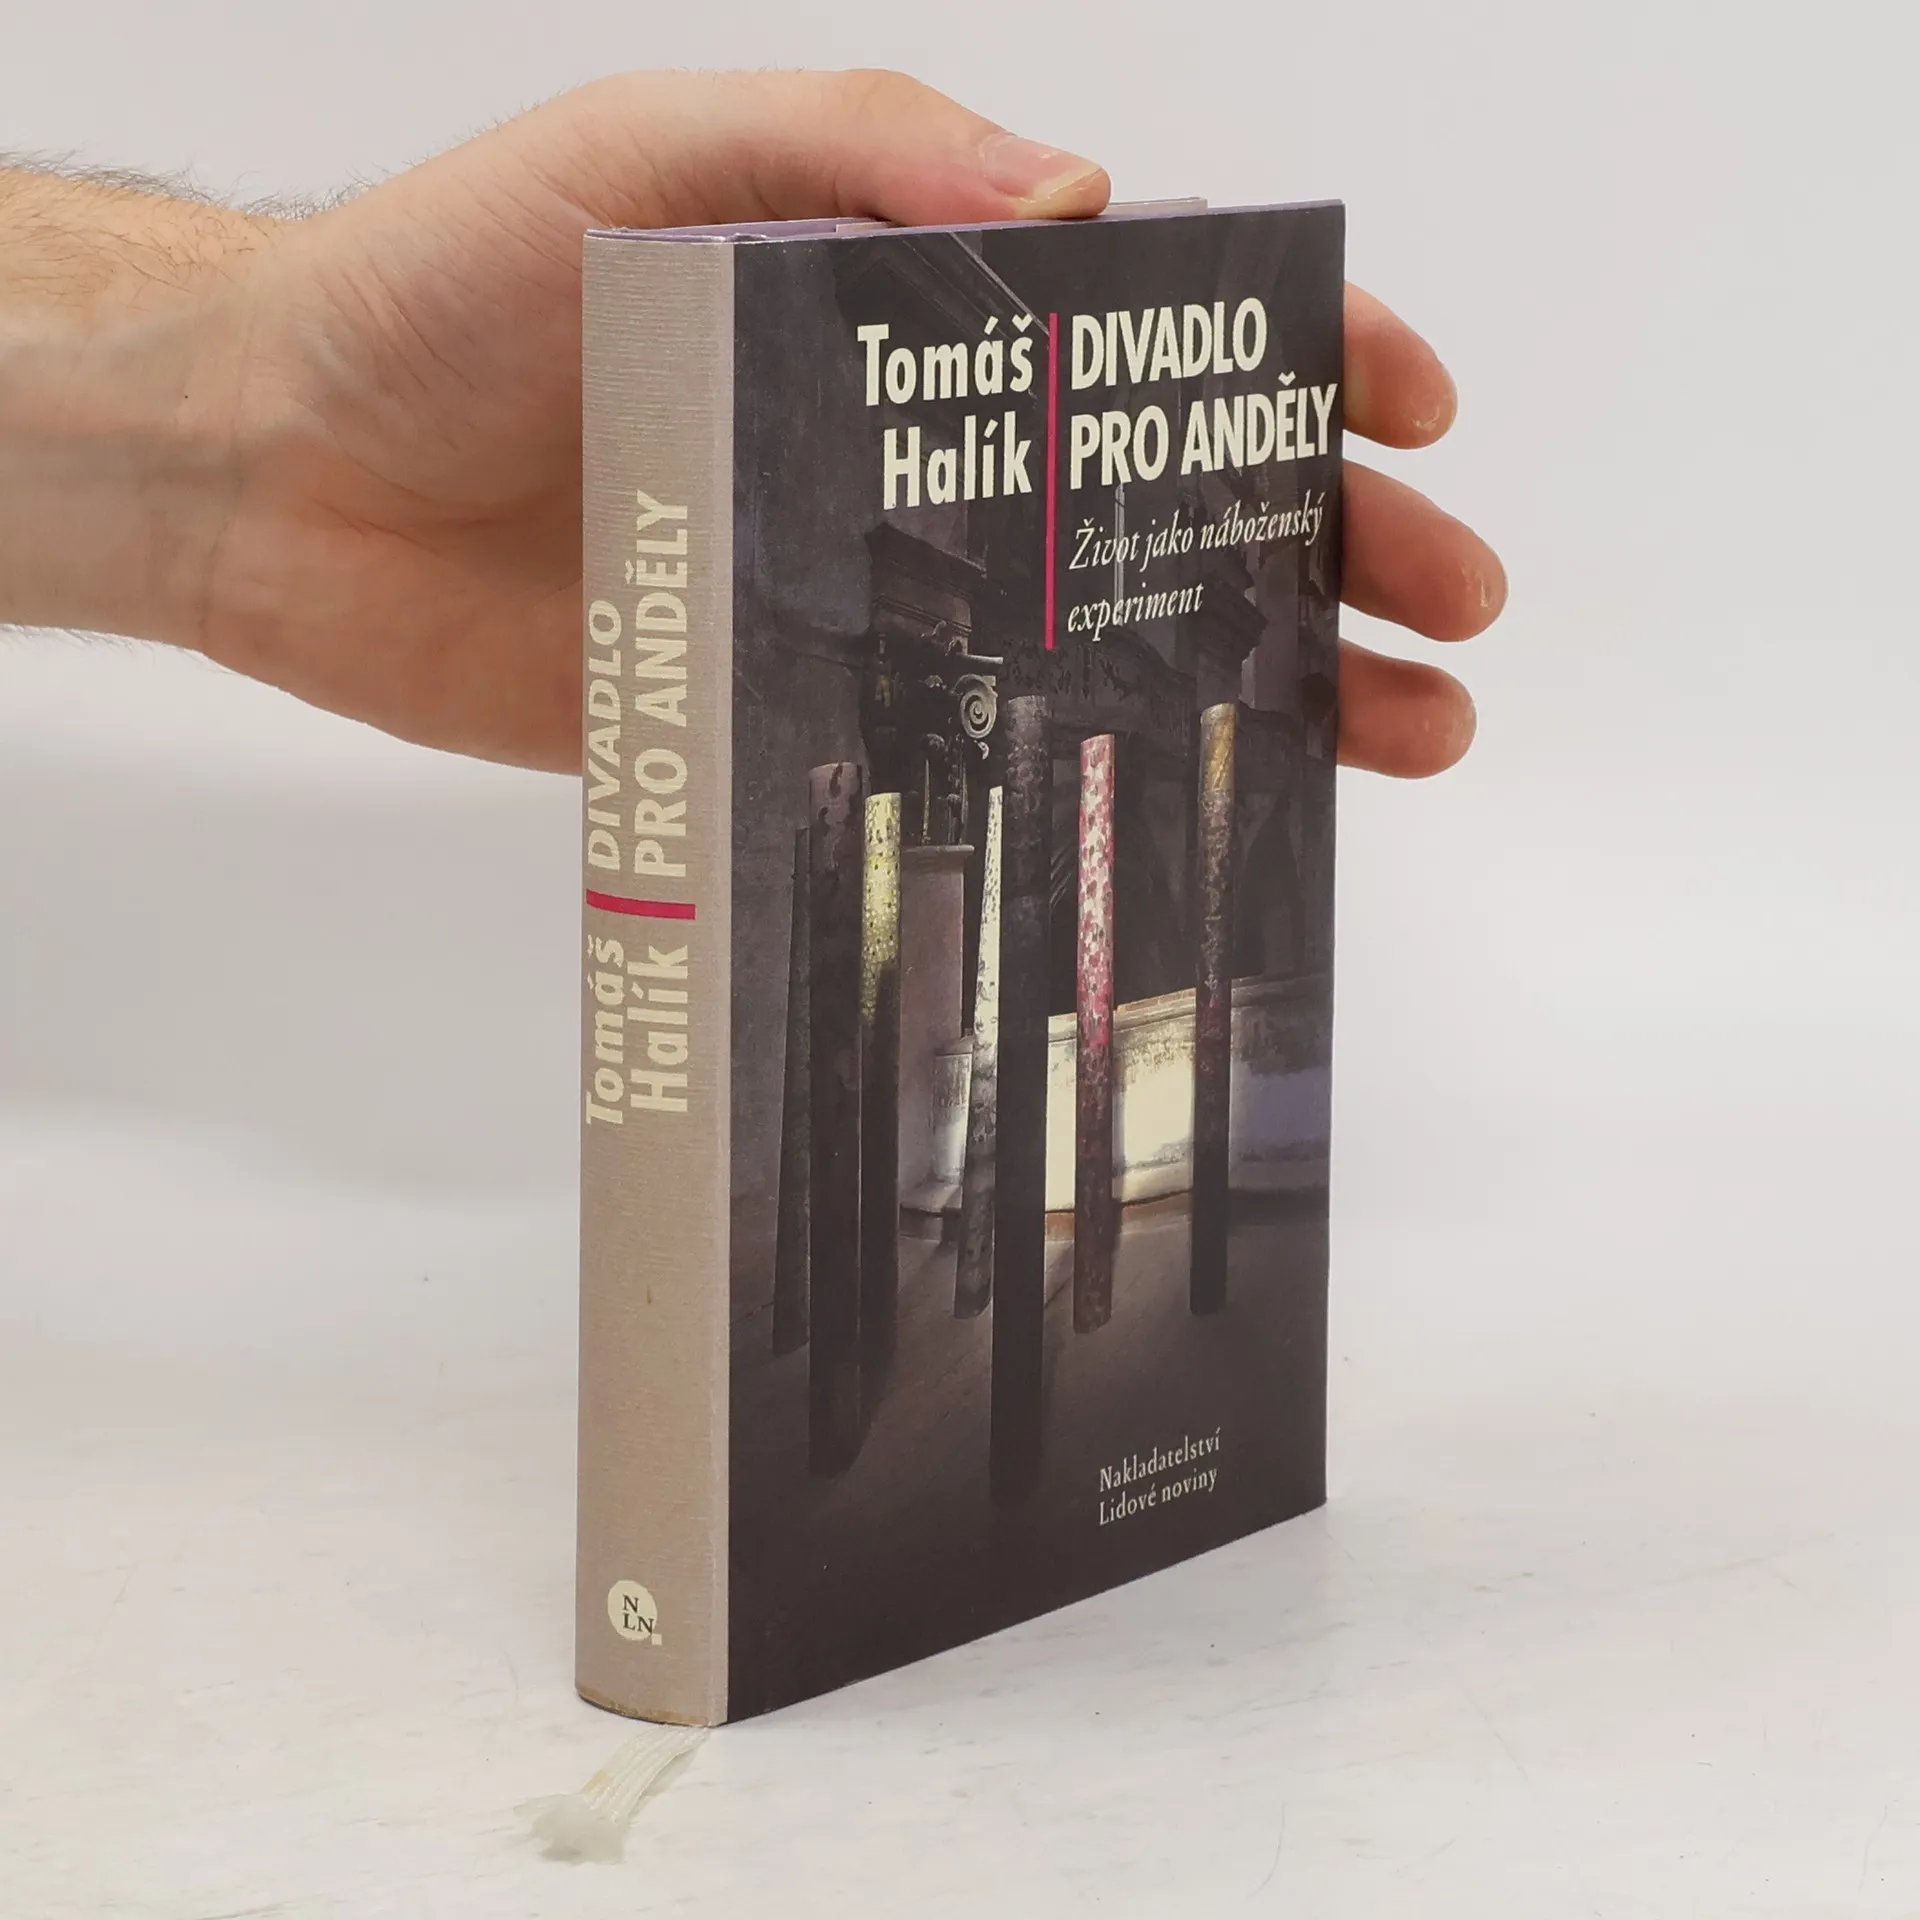 Tomáš
Halík
DIVADLO
PRO ANDĚLY
Život jako náboženský
experiment
Nakladatelství
Lidové noviny
Tomáš
Halík
DIVADLO
PRO ANDĚLY
N
LN